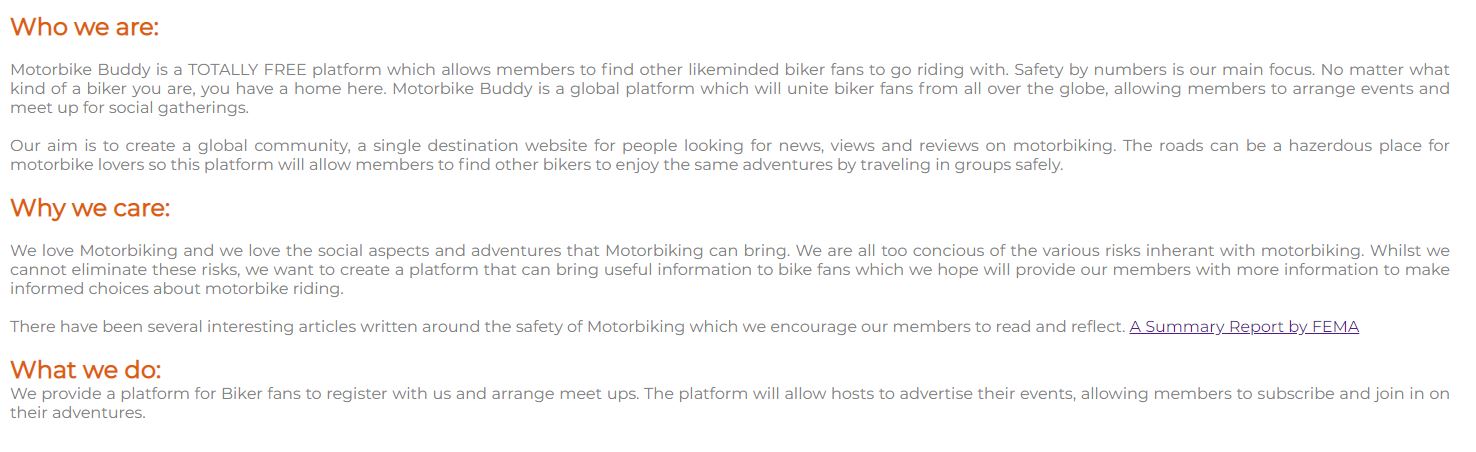 Who we are:
Motorbike Buddy is a TOTALLY FREE platform which allows members to find other likeminded biker fans to go riding with. Safety by numbers is our main focus. No matter what
kind of a biker you are, you have a home here. Motorbike Buddy is a global platform which will unite biker fans from all over the globe, allowing members to arrange events and
meet up for social gatherings.
Our aim is to create a global community, a single destination website for people looking for news, views and reviews on motorbiking. The roads can be a hazerdous place for
motorbike lovers so this platform will allow members to find other bikers to enjoy the same adventures by traveling in groups safely.
Why we care:
We love Motorbiking and we love the social aspects and adventures that Motorbiking can bring. We are all too concious of the various risks inherant with motorbiking. Whilst we
cannot eliminate these risks, we want to create a platform that can bring useful information to bike fans which we hope will provide our members with more information to make
informed choices about motorbike riding.
There have been several interesting articles written around the safety of Motorbiking which we encourage our members to read and reflect. A Summary Report by FEMA
What we do:
We provide a platform for Biker fans to register with us and arrange meet ups. The platform will allow hosts to advertise their events, allowing members to subscribe and join in on
their adventures.